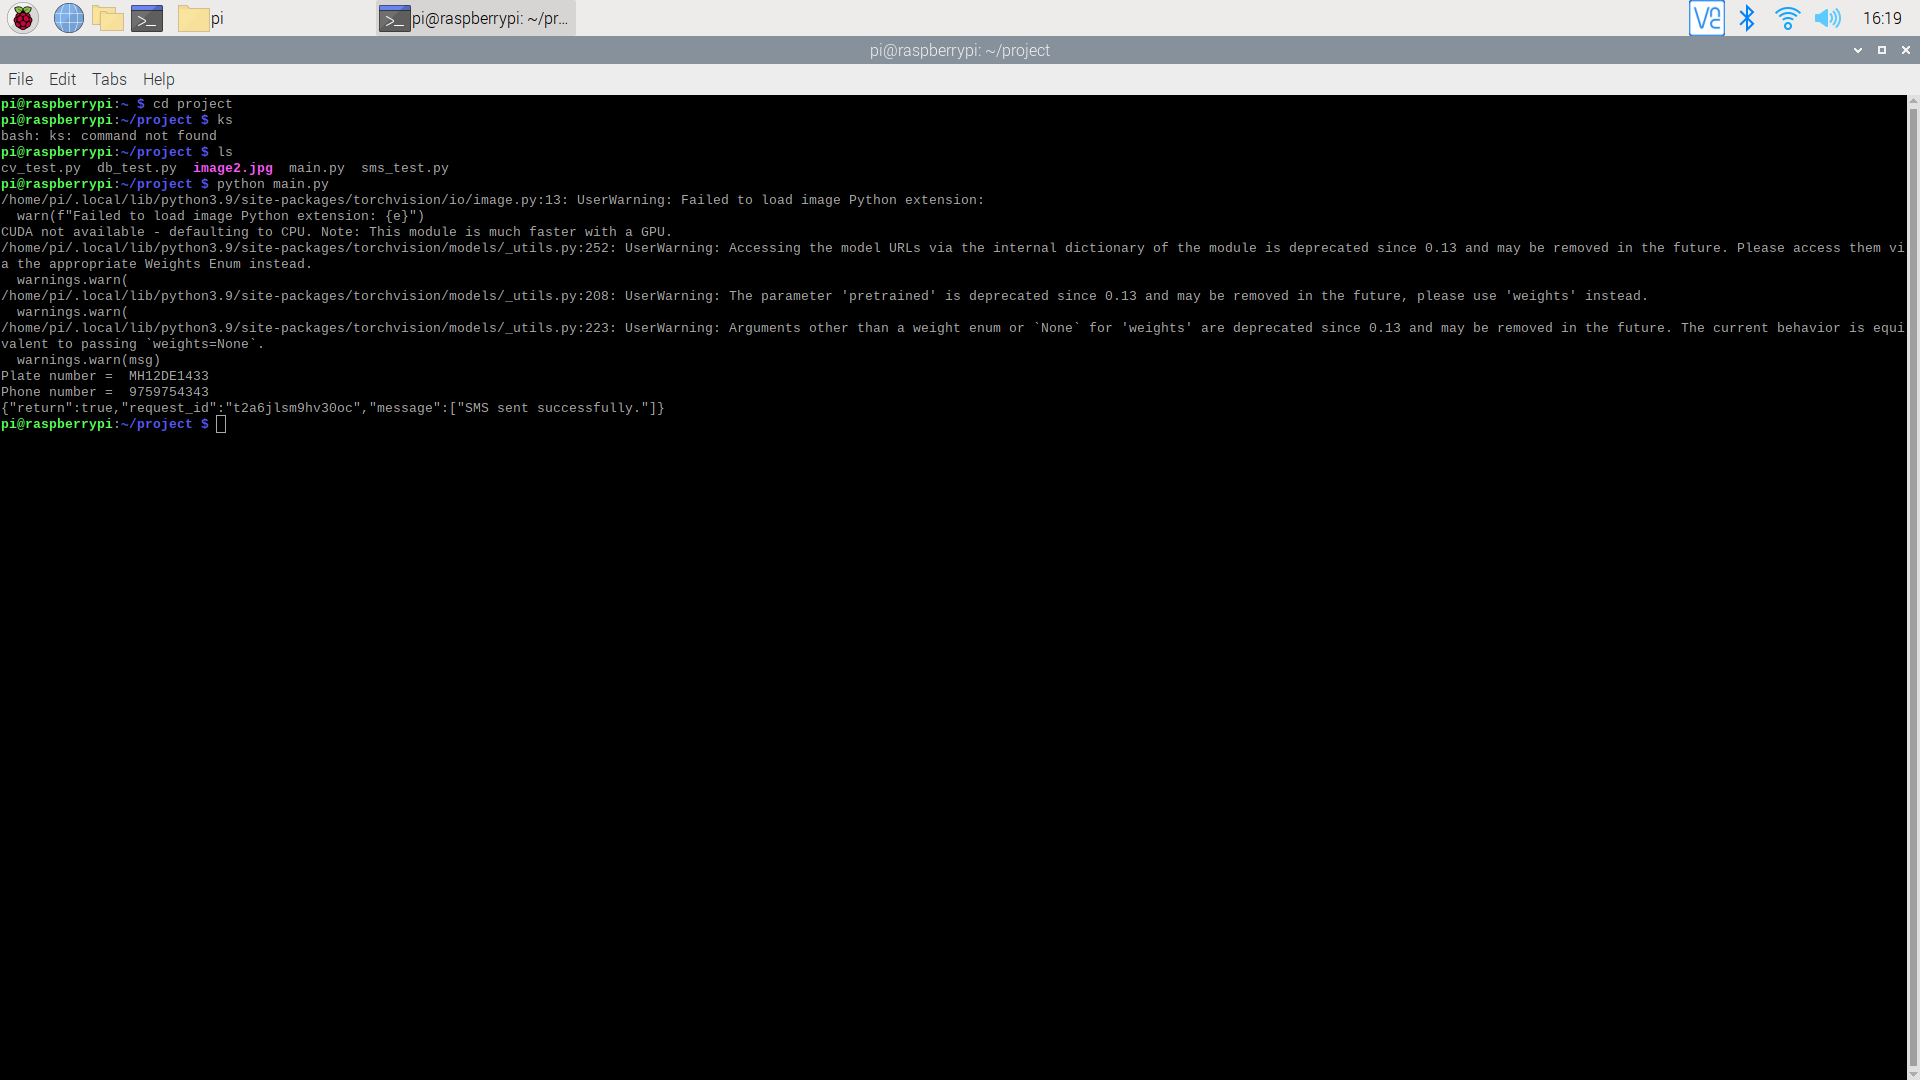 pi
pi@raspberrypi: ~/pr...
16:19
pi@raspberrypi: ~/project
File Edit Tabs Help
pi@raspberrypi:~ $ cd project
pi@raspberrypi:~/project $ ks
bash: ks: command not found
pi@raspberrypi:~/project $ ls
cv_test.py  db_test.py  image2.jpg  main.py  sms_test.py
pi@raspberrypi:~/project $ python main.py
/home/pi/.local/lib/python3.9/site-packages/torchvision/io/image.py:13: UserWarning: Failed to load image Python extension:
  warn(f"Failed to load image Python extension: {e}")
CUDA not available - defaulting to CPU. Note: This module is much faster with a GPU.
/home/pi/.local/lib/python3.9/site-packages/torchvision/models/_utils.py:252: UserWarning: Accessing the model URLs via the internal dictionary of the module is deprecated since 0.13 and may be removed in the future. Please access them vi
a the appropriate Weights Enum instead.
  warnings.warn(
/home/pi/.local/lib/python3.9/site-packages/torchvision/models/_utils.py:208: UserWarning: The parameter 'pretrained' is deprecated since 0.13 and may be removed in the future, please use 'weights' instead.
  warnings.warn(
/home/pi/.local/lib/python3.9/site-packages/torchvision/models/_utils.py:223: UserWarning: Arguments other than a weight enum or `None` for 'weights' are deprecated since 0.13 and may be removed in the future. The current behavior is equi
valent to passing `weights=None`.
  warnings.warn(msg)
Plate number =  MH12DE1433
Phone number =  9759754343
{"return":true,"request_id":"t2a6jlsm9hv30oc","message":["SMS sent successfully."]}
pi@raspberrypi:~/project $